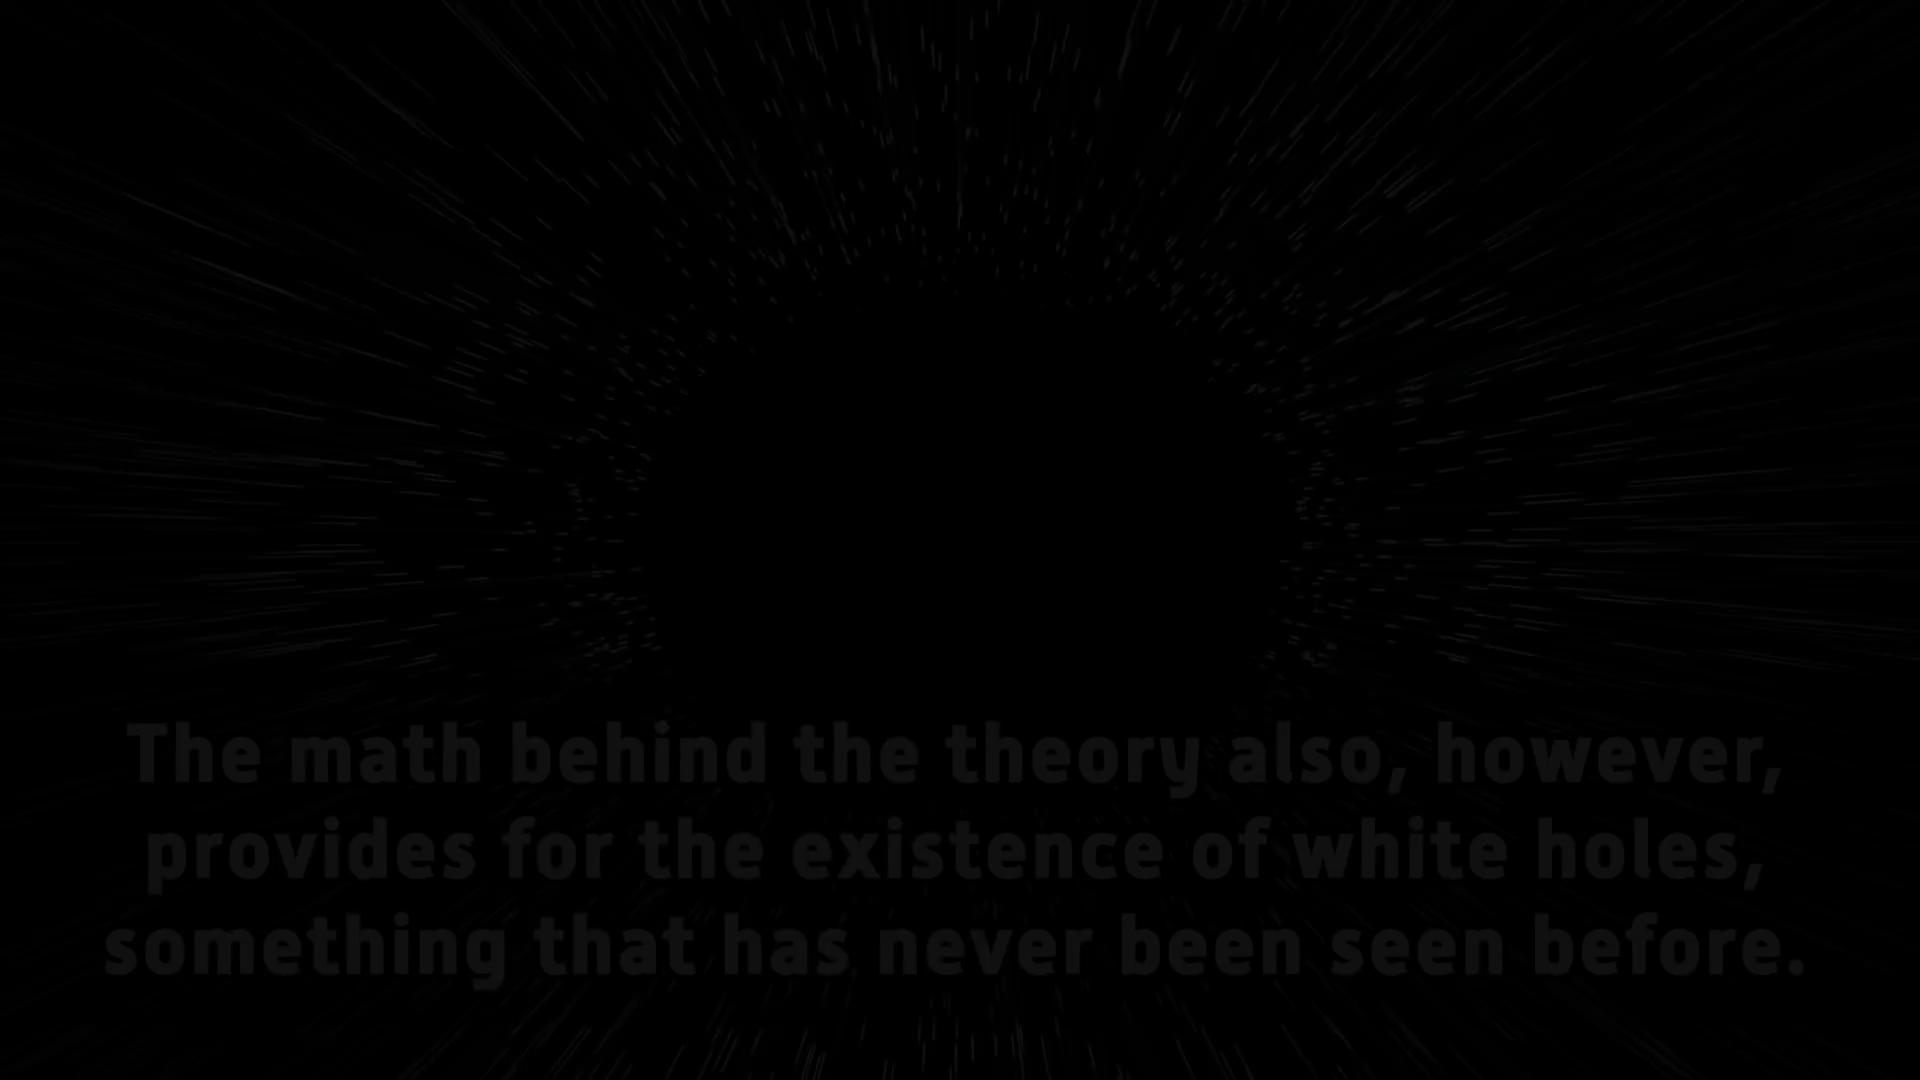 The math behind the theory also, however,
provides for the existence of white holes,
something that has never been seen before.